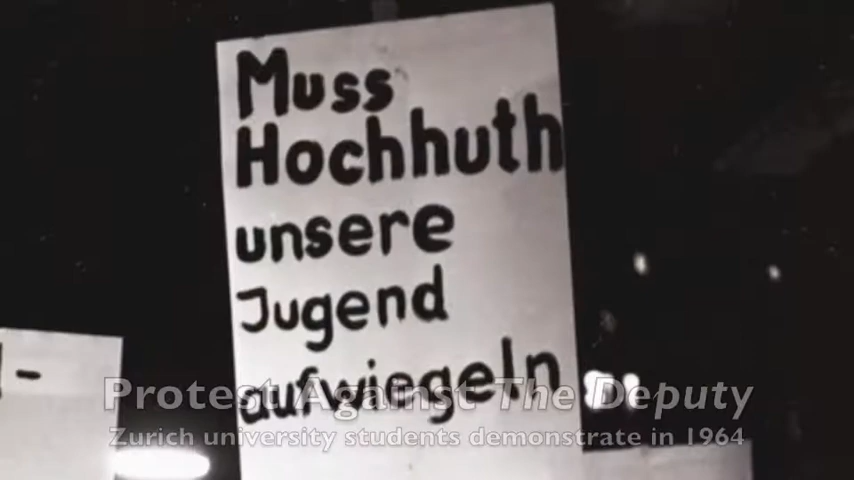 Muss
Hochhuth
unsere
Jugend
aufwiegeln
Protest Against The Deputy
Zurich university students demonstrate in 1964